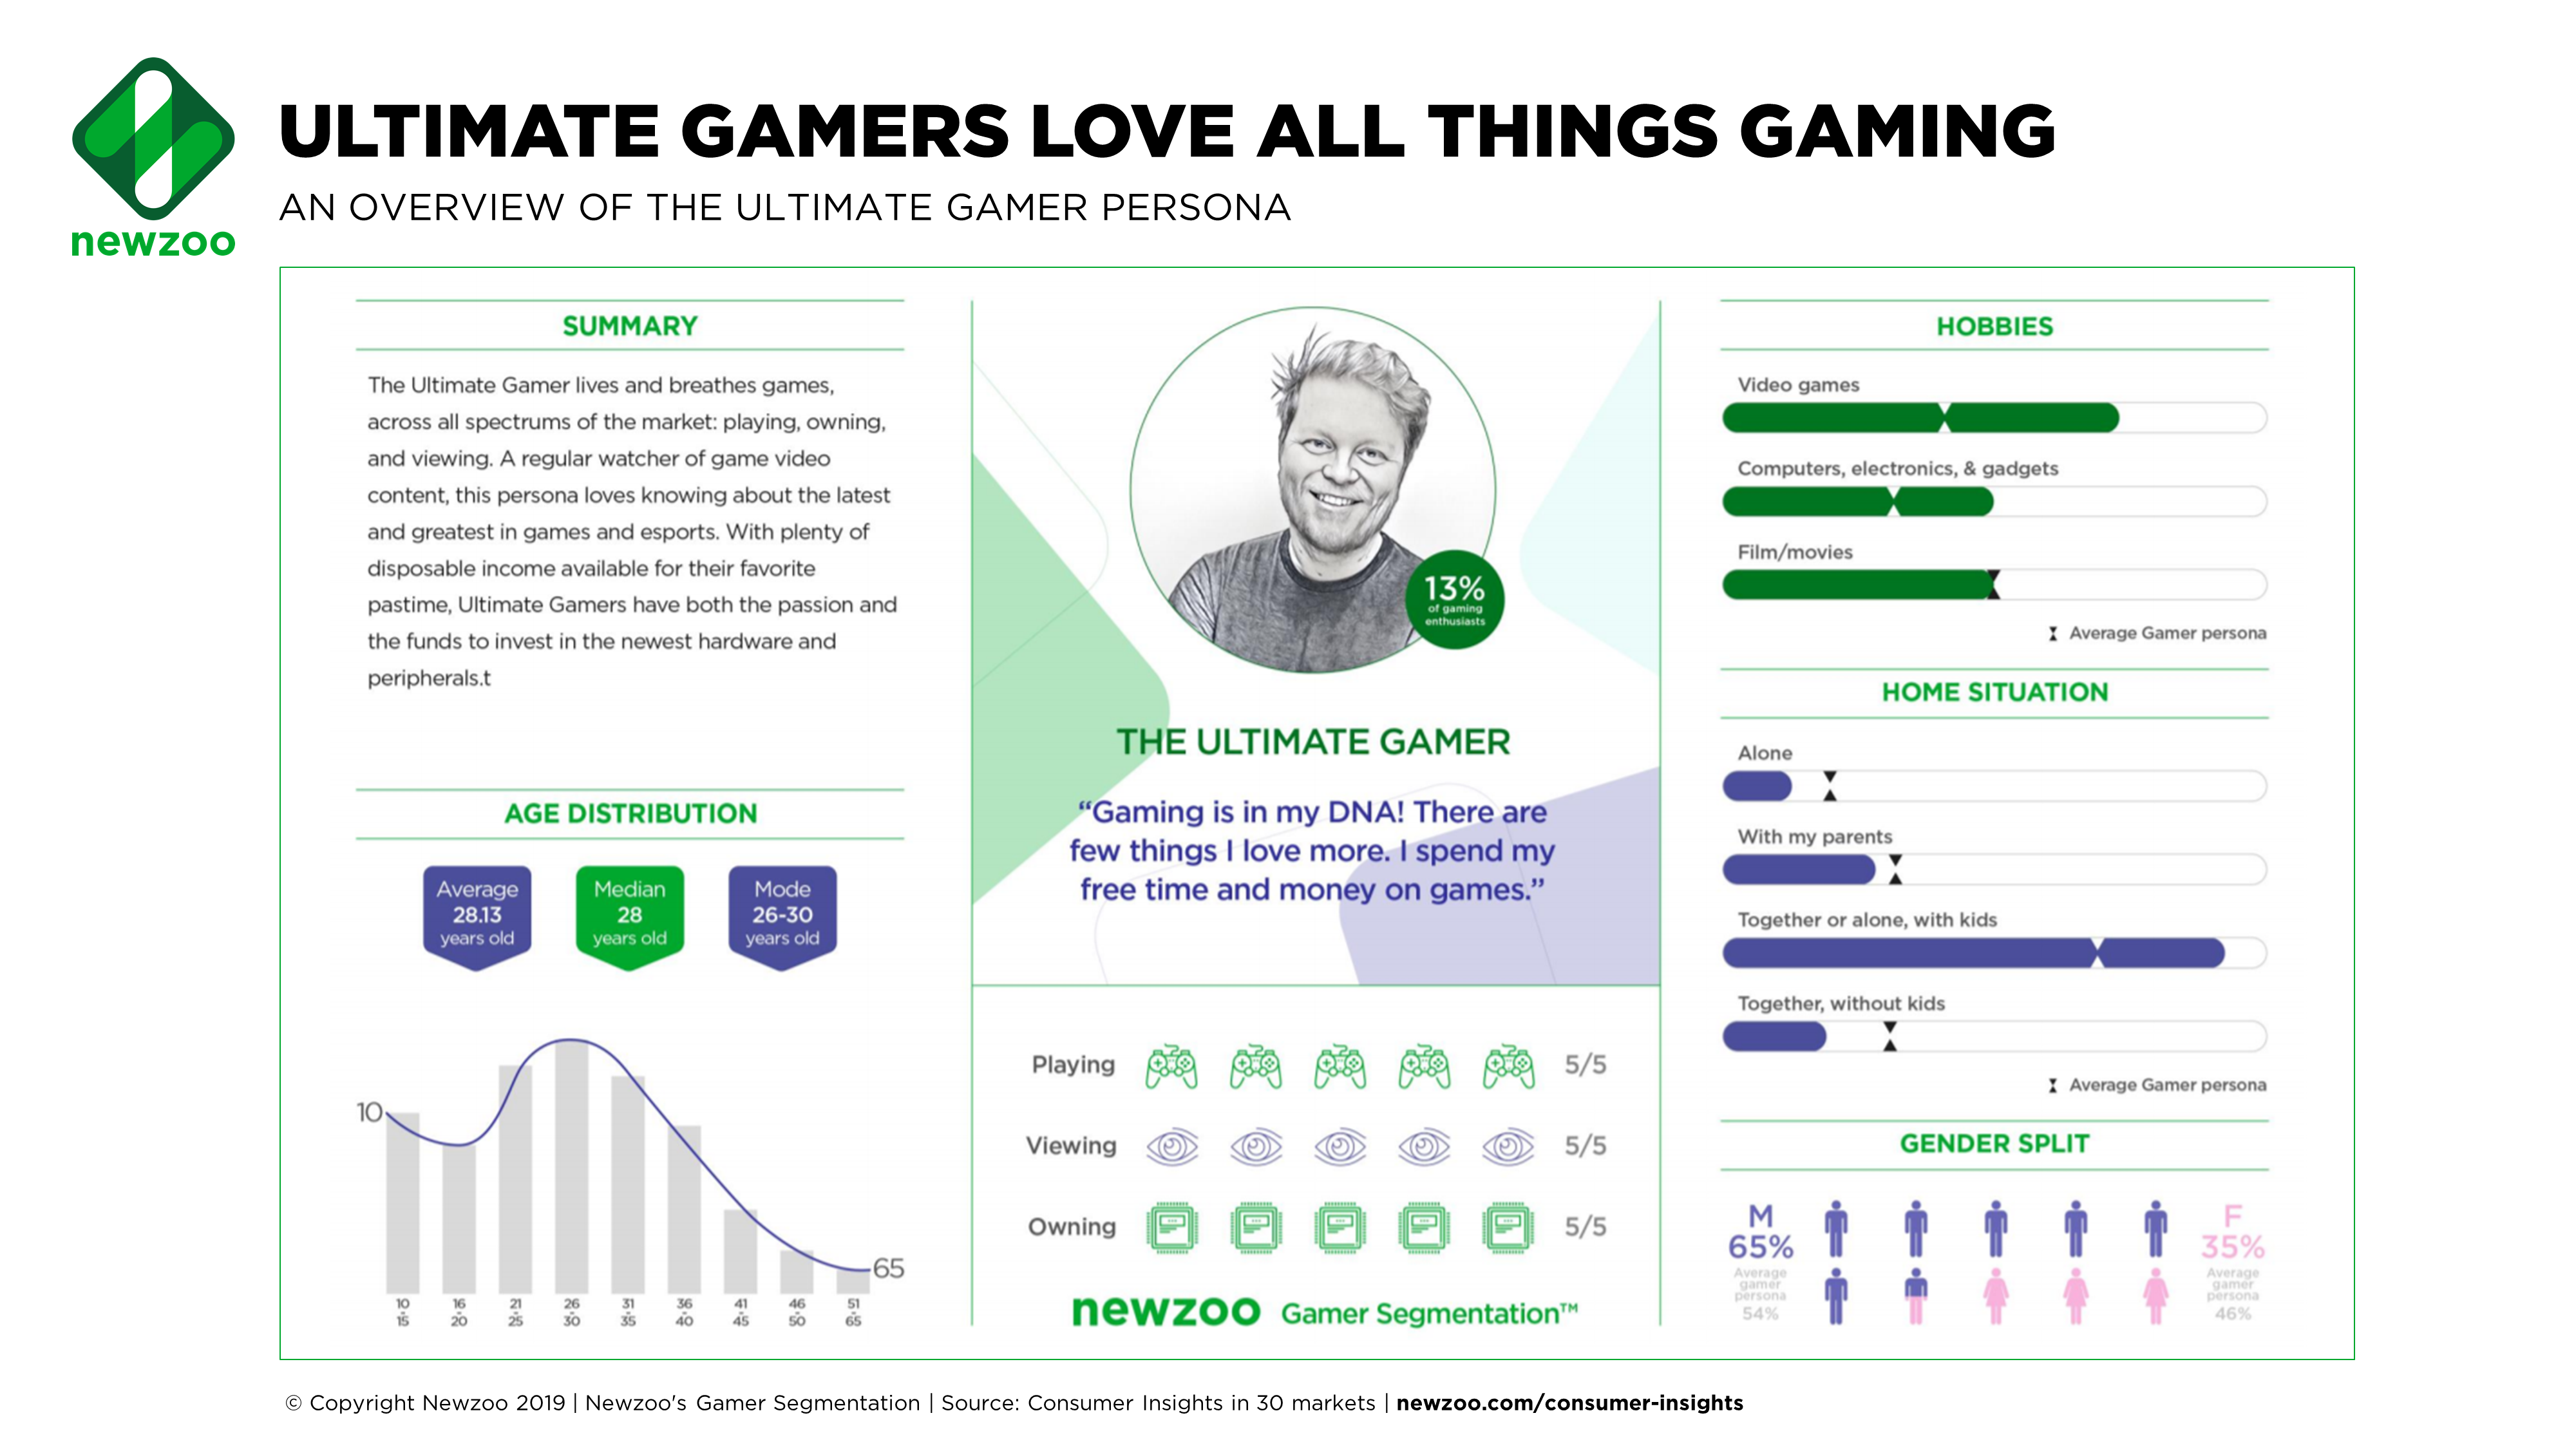 newzoo
ULTIMATE GAMERS LOVE ALL THINGS GAMING
AN OVERVIEW OF THE ULTIMATE GAMER PERSONA
SUMMARY
The Ultimate Gamer lives and breathes games,
across all spectrums of the market: playing, owning,
and viewing. A regular watcher of game video
content, this persona loves knowing about the latest
and greatest in games and esports. With plenty of
disposable income available for their favorite
pastime, Ultimate Gamers have both the passion and
the funds to invest in the newest hardware and
peripherals.t
AGE DISTRIBUTION
Average
28.13
years old
Median
28
years old
Mode
26-30
years old
10
65
10 - 15
16 - 20
21 - 25
26 - 30
31 - 35
36 - 40
41 - 45
46 - 50
51 - 65
13%
of gaming
enthusiasts
THE ULTIMATE GAMER
“Gaming is in my DNA! There are
few things I love more. I spend my
free time and money on games.”
Playing 5/5
Viewing 5/5
Owning 5/5
newzoo Gamer Segmentation™
HOBBIES
Video games
Computers, electronics, & gadgets
Film/movies
Average Gamer persona
HOME SITUATION
Alone
With my parents
Together or alone, with kids
Together, without kids
Average Gamer persona
GENDER SPLIT
M
65%
Average
gamer
persona
54%
F
35%
Average
gamer
persona
46%
© Copyright Newzoo 2019 | Newzoo's Gamer Segmentation | Source: Consumer Insights in 30 markets | newzoo.com/consumer-insights